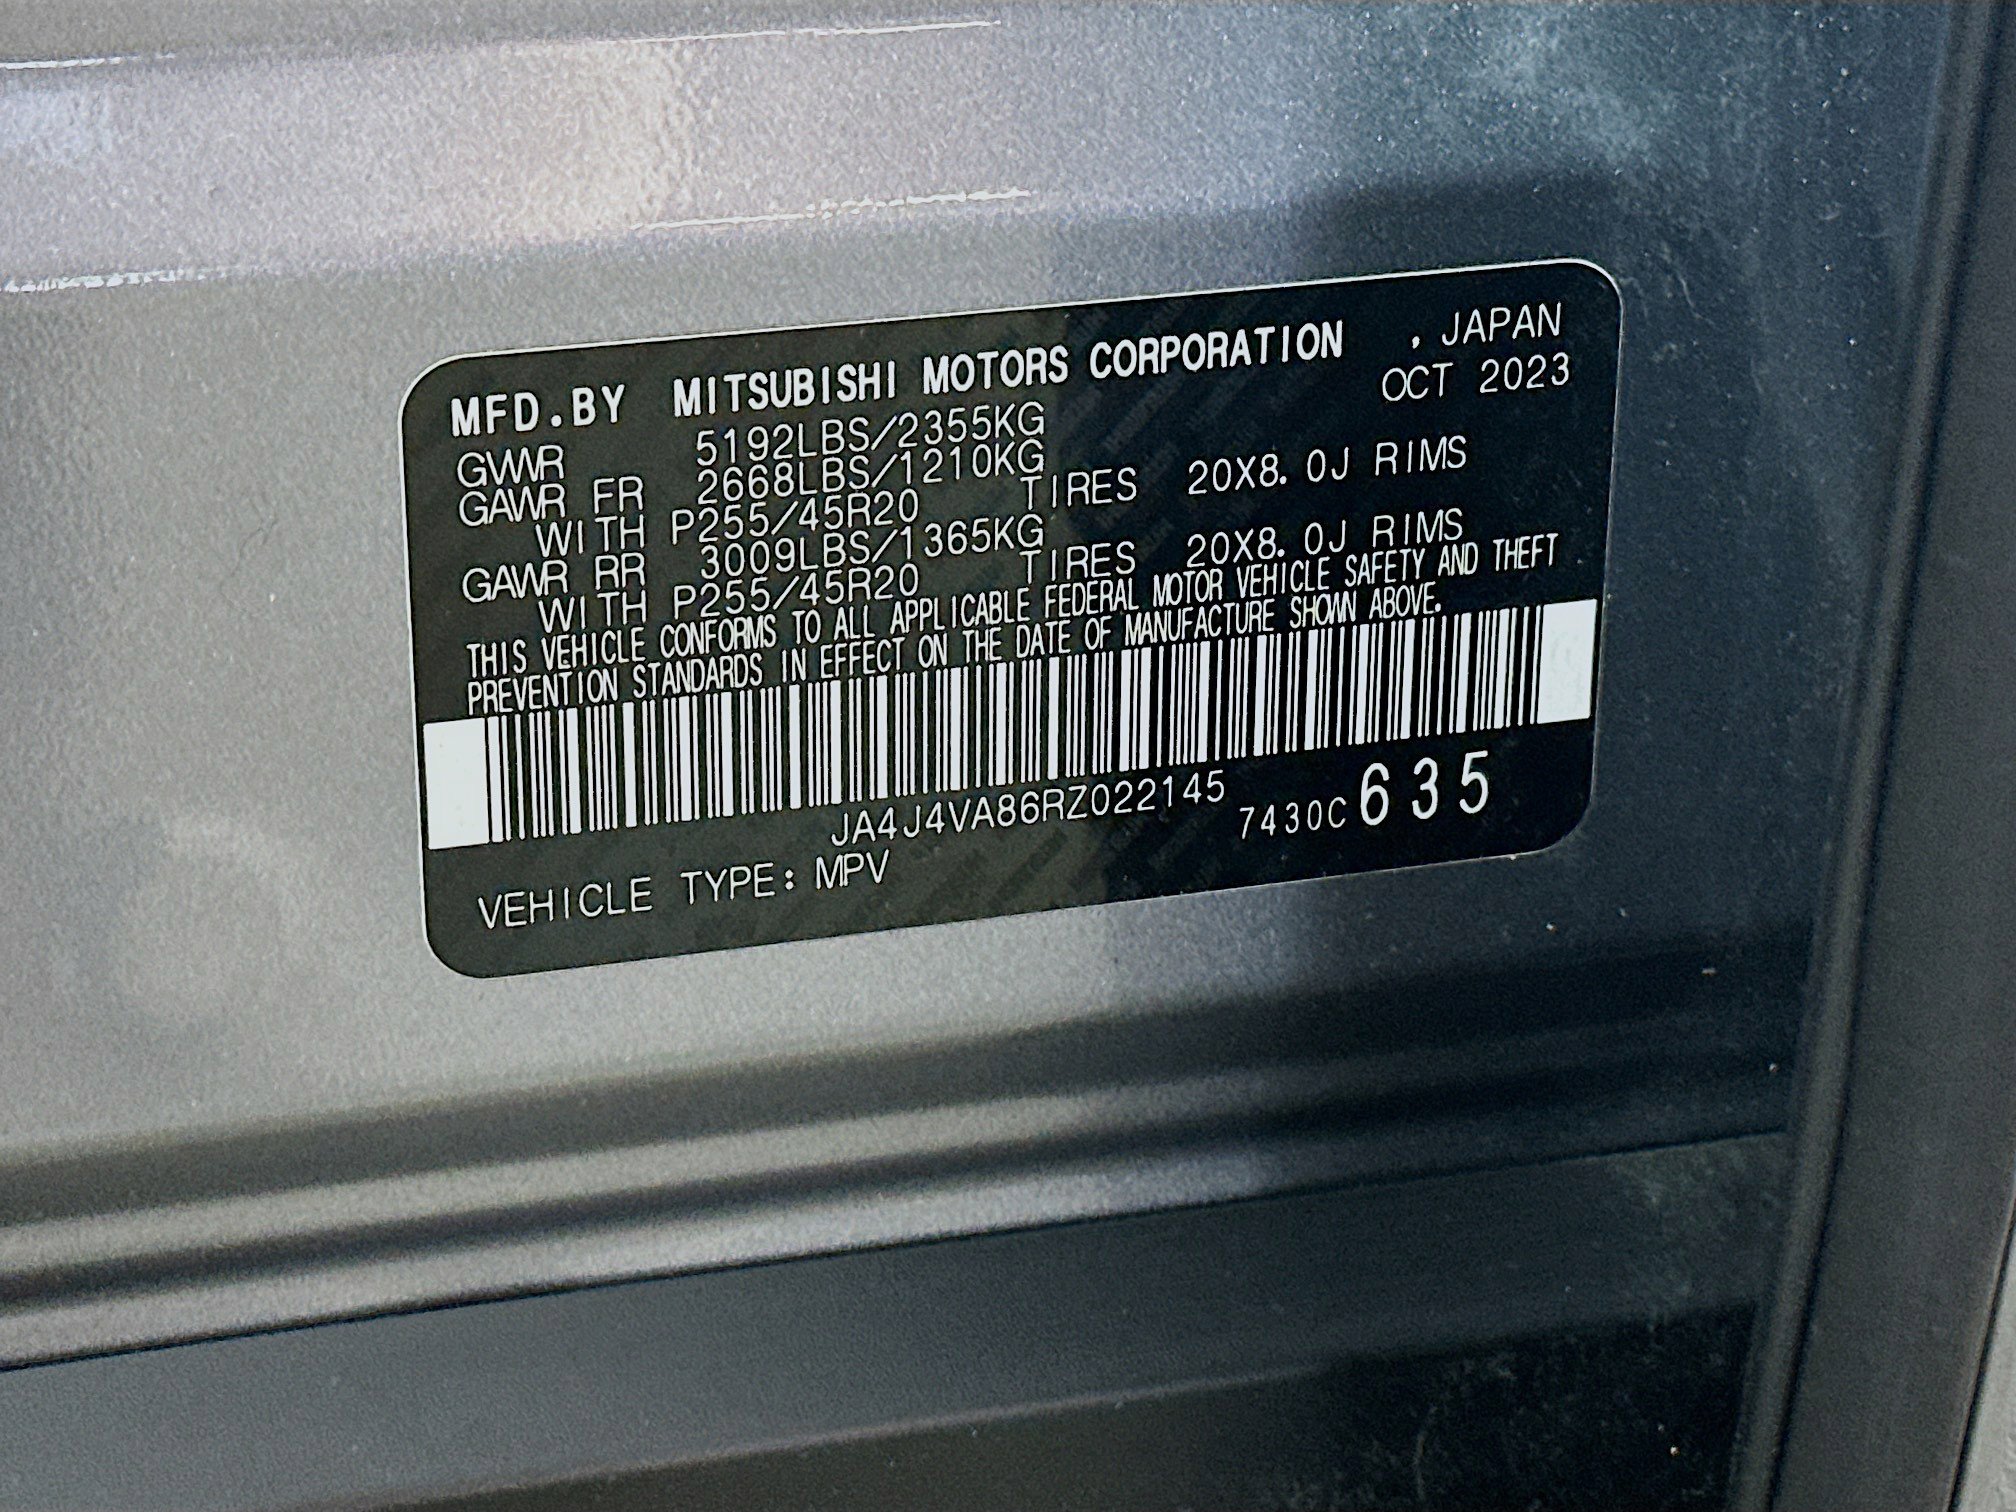 MFD.BY MITSUBISHI MOTORS CORPORATION , JAPAN
OCT 2023
GVWR 5192LBS/2355KG
GAWR FR 2668LBS/1210KG
WITH P255/45R20 TIRES 20X8.0J RIMS
GAWR RR 3009LBS/1365KG
WITH P255/45R20 TIRES 20X8.0J RIMS
THIS VEHICLE CONFORMS TO ALL APPLICABLE FEDERAL MOTOR VEHICLE SAFETY AND THEFT
PREVENTION STANDARDS IN EFFECT ON THE DATE OF MANUFACTURE SHOWN ABOVE.
JA4J4VA86RZ022145 7430C 635
VEHICLE TYPE: MPV